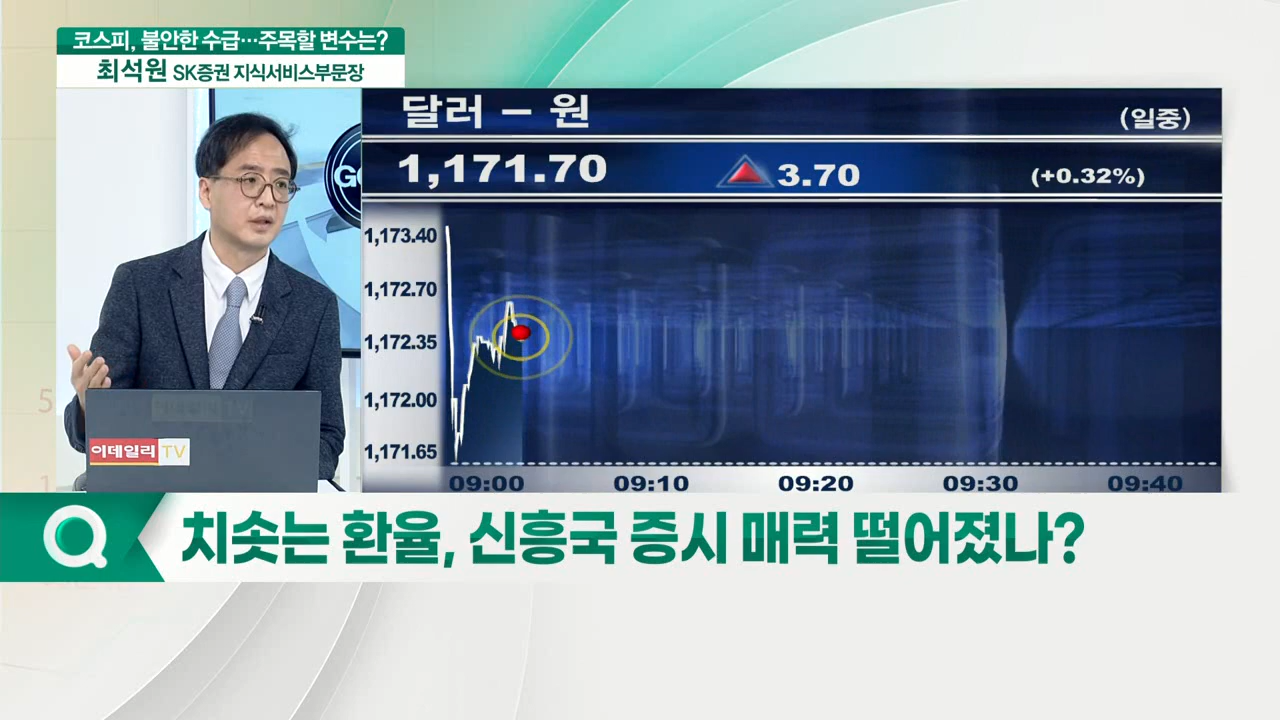 코스피, 불안한 수급…주목할 변수는?
최석원 SK증권 지식서비스부문장
달러 – 원
(일중)
1,171.70
3.70
(+0.32%)
1,173.40
1,172.70
1,172.35
1,172.00
1,171.65
09:00 09:10 09:20 09:30 09:40
GO
이데일리 TV
5
1
Q
치솟는 환율, 신흥국 증시 매력 떨어졌나?